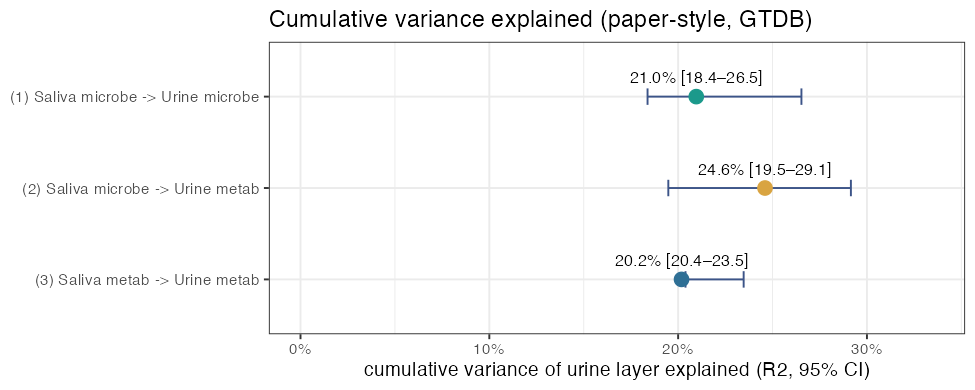 Cumulative variance explained (paper-style, GTDB)
21.0% [18.4–26.5]
(1) Saliva microbe -> Urine microbe
24.6% [19.5–29.1]
(2) Saliva microbe -> Urine metab
20.2% [20.4–23.5]
(3) Saliva metab -> Urine metab
0% 10% 20% 30%
cumulative variance of urine layer explained (R2, 95% CI)